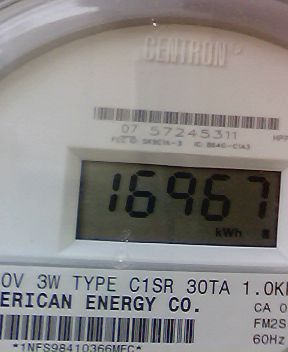 CENTRON
07 57245311
16967
kWh
0V 3W TYPE C1SR 30TA 1.0K
ERICAN ENERGY CO. CA 0
FM2S
60Hz
*1NFS98410366MEC*